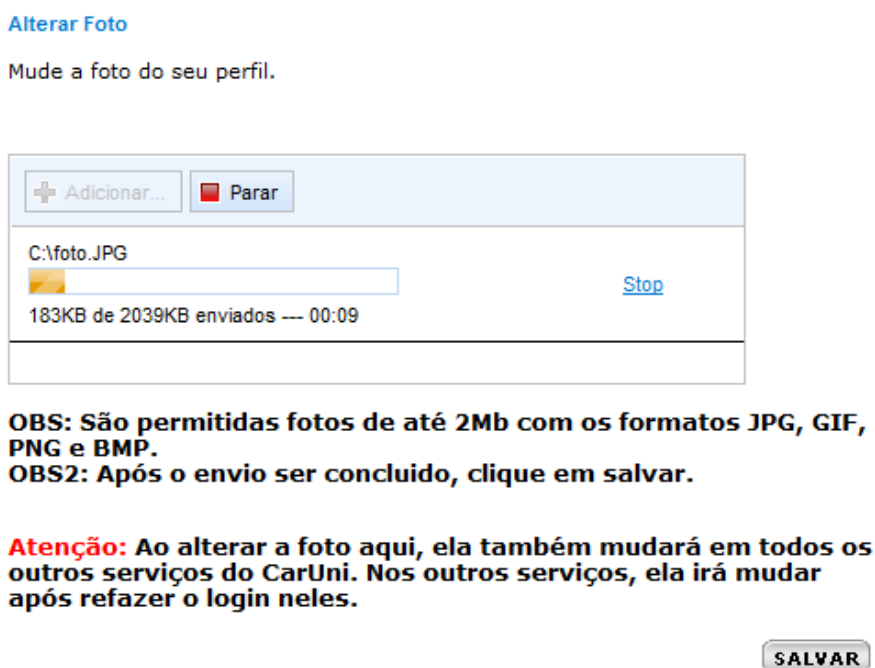 Alterar Foto
Mude a foto do seu perfil.
Adicionar... Parar
C:\foto.JPG
Stop
183KB de 2039KB enviados --- 00:09
OBS: São permitidas fotos de até 2Mb com os formatos JPG, GIF,
PNG e BMP.
OBS2: Após o envio ser concluido, clique em salvar.
Atenção: Ao alterar a foto aqui, ela também mudará em todos os
outros serviços do CarUni. Nos outros serviços, ela irá mudar
após refazer o login neles.
SALVAR